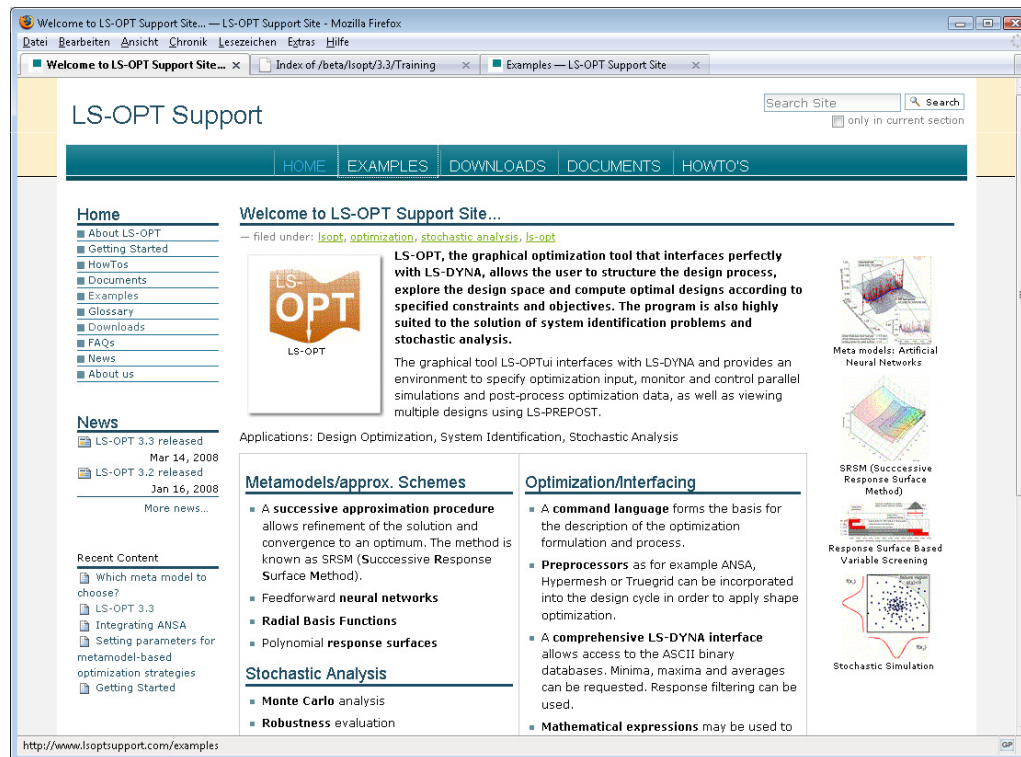 Welcome to LS-OPT Support Site... — LS-OPT Support Site - Mozilla Firefox
Datei Bearbeiten Ansicht Chronik Lesezeichen Extras Hilfe
Welcome to LS-OPT Support Site...
Index of /beta/lsopt/3.3/Training
Examples — LS-OPT Support Site
LS-OPT Support
Search Site
Search
only in current section
HOME EXAMPLES DOWNLOADS DOCUMENTS HOWTO'S
Home
About LS-OPT
Getting Started
HowTos
Documents
Examples
Glossary
Downloads
FAQs
News
About us
News
LS-OPT 3.3 released
Mar 14, 2008
LS-OPT 3.2 released
Jan 16, 2008
More news...
Recent Content
Which meta model to
choose?
LS-OPT 3.3
Integrating ANSA
Setting parameters for
metamodel-based
optimization strategies
Getting Started
Welcome to LS-OPT Support Site...
— filed under: lsopt, optimization, stochastic analysis, ls-opt
LS-
OPT
LS-OPT
LS-OPT, the graphical optimization tool that interfaces perfectly
with LS-DYNA, allows the user to structure the design process,
explore the design space and compute optimal designs according to
specified constraints and objectives. The program is also highly
suited to the solution of system identification problems and
stochastic analysis.
The graphical tool LS-OPTui interfaces with LS-DYNA and provides an
environment to specify optimization input, monitor and control parallel
simulations and post-process optimization data, as well as viewing
multiple designs using LS-PREPOST.
Applications: Design Optimization, System Identification, Stochastic Analysis
Metamodels/approx. Schemes
A successive approximation procedure
allows refinement of the solution and
convergence to an optimum. The method is
known as SRSM (Succcessive Response
Surface Method).
Feedforward neural networks
Radial Basis Functions
Polynomial response surfaces
Stochastic Analysis
Monte Carlo analysis
Robustness evaluation
Optimization/Interfacing
A command language forms the basis for
the description of the optimization
formulation and process.
Preprocessors as for example ANSA,
Hypermesh or Truegrid can be incorporated
into the design cycle in order to apply shape
optimization.
A comprehensive LS-DYNA interface
allows access to the ASCII binary
databases. Minima, maxima and averages
can be requested. Response filtering can be
used.
Mathematical expressions may be used to
Meta models: Artificial
Neural Networks
SRSM (Succcessive
Response Surface
Method)
Response Surface Based
Variable Screening
Stochastic Simulation
http://www.lsoptsupport.com/examples
GP